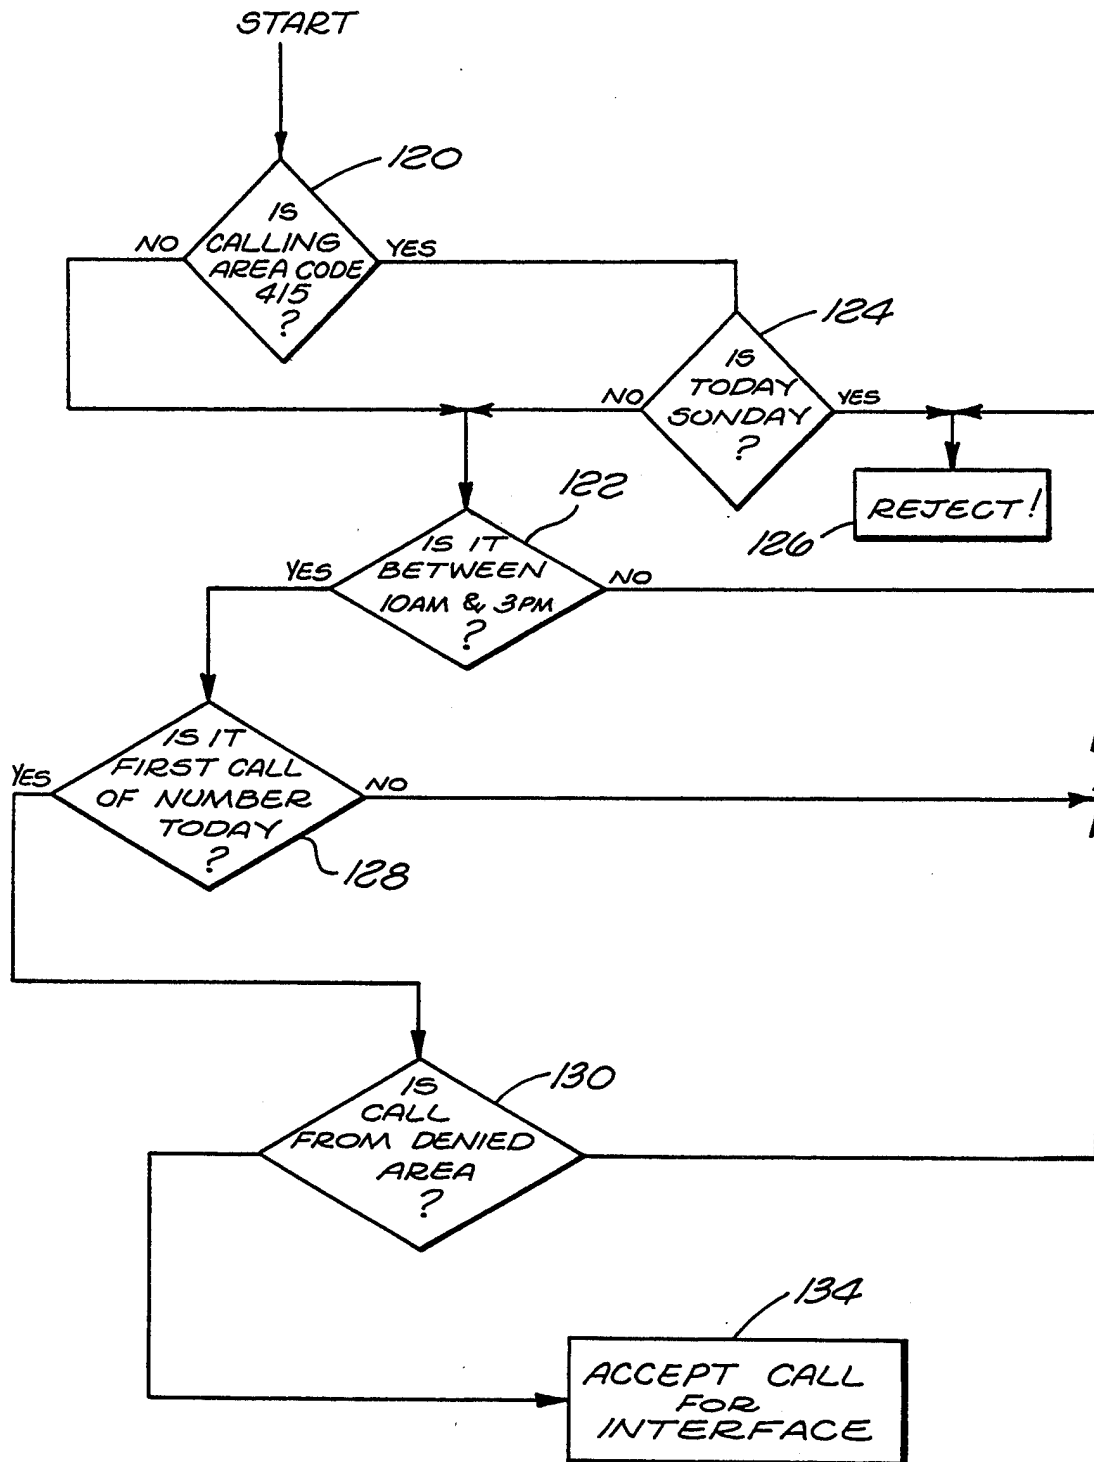 START
120
IS
CALLING
AREA CODE
415
?
NO
YES
124
IS
TODAY
SUNDAY
?
NO
YES
REJECT!
126
122
IS IT
BETWEEN
10AM & 3PM
?
YES
NO
IS IT
FIRST CALL
OF NUMBER
TODAY
?
YES
NO
128
130
IS
CALL
FROM DENIED
AREA
?
134
ACCEPT CALL
FOR
INTERFACE